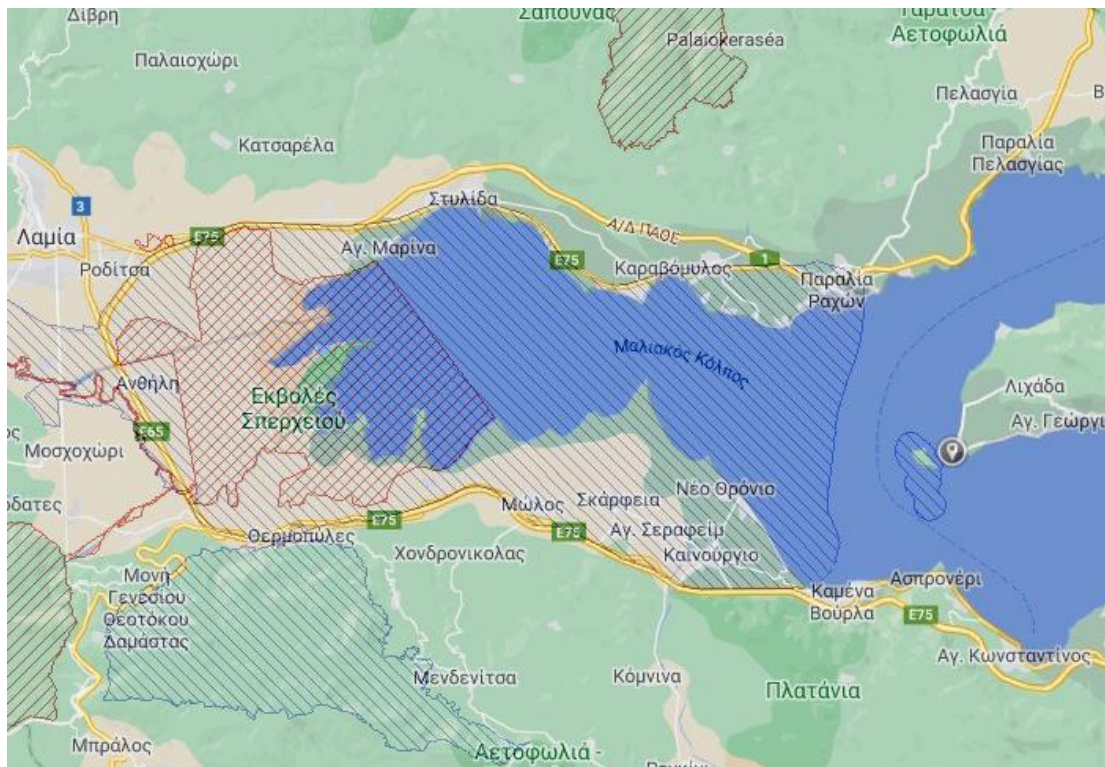 Δίβρη
Σαπουνάς
Ταράτσα -
Αετοφωλιά
Palaiokeraséa
Παλαιοχώρι
Πελασγία
Κατσαρέλα
Παραλία
Πελασγίας
3
Στυλίδα
Λαμία
E75
Α/Δ ΠΑΘΕ
Αγ. Μαρίνα
Ροδίτσα
E75
Καραβόμυλος
1
Παραλία
Ραχών
Μαλιακός Κόλπος
Ανθήλη
Εκβολές
Σπερχειού
Λιχάδα
Αγ. Γεώργι
E65
Μοσχοχώρι
ος
Νέο Θρόνιο
Σκάρφεια
Μώλος
όδατες
E75
E75
Αγ. Σεραφείμ
Θερμοπύλες
Χονδρονικολας
Καινούργιο
Μονή
Γενεσίου
Θεοτόκου
Δαμάστας
Καμένα
Βούρλα
Ασπρονέρι
E75
Αγ. Κωνσταντίνος
Μενδενίτσα
Κόμνινα
Πλατάνια
Μπράλος
Αετοφωλιά -